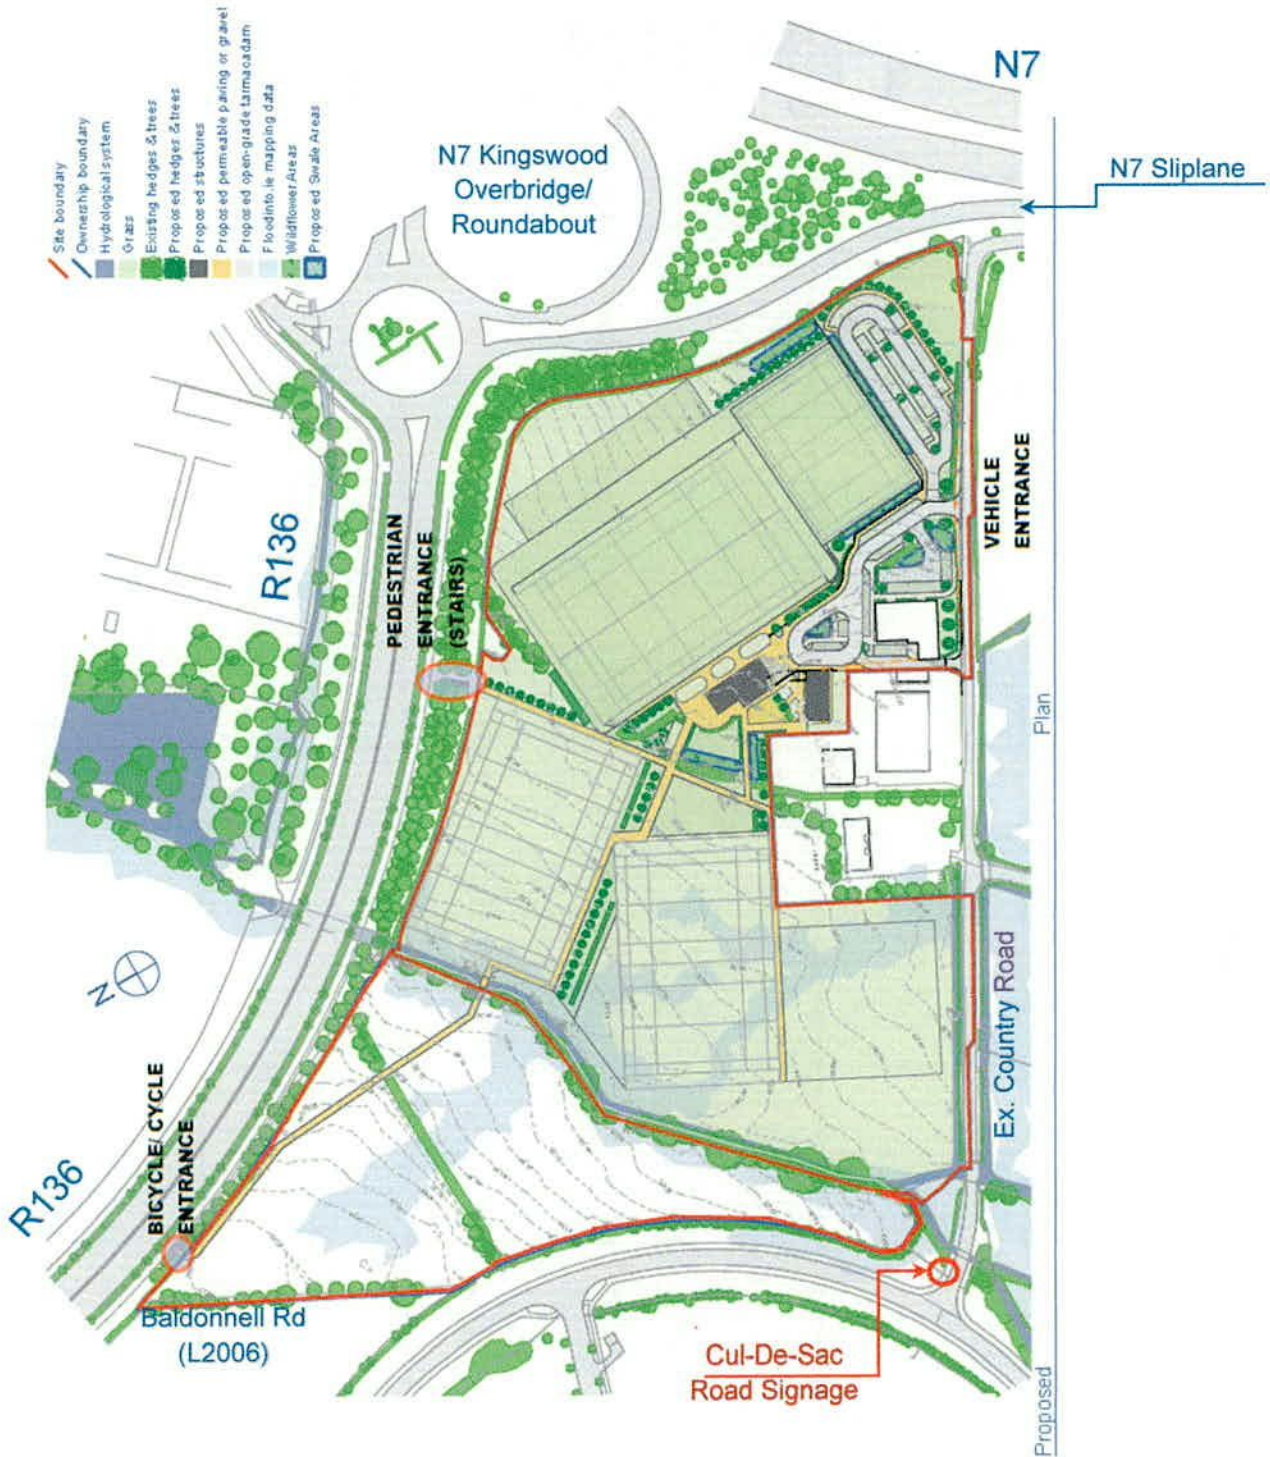 Site boundary
Ownership boundary
Hydrological system
Grass
Existing hedges & trees
Proposed hedges & trees
Proposed structures
Proposed permeable paving or gravel
Proposed open-grade tarmacadam
Floodinfo.ie mapping data
Wildflower Areas
Proposed Swale Areas
N7
N7 Kingswood
Overbridge/
Roundabout
N7 Sliplane
R136
PEDESTRIAN
ENTRANCE
(STAIRS)
VEHICLE
ENTRANCE
N
BICYCLE/ CYCLE
ENTRANCE
R136
Ex. Country Road
Baldonnell Rd
(L2006)
Cul-De-Sac
Road Signage
Proposed
Plan